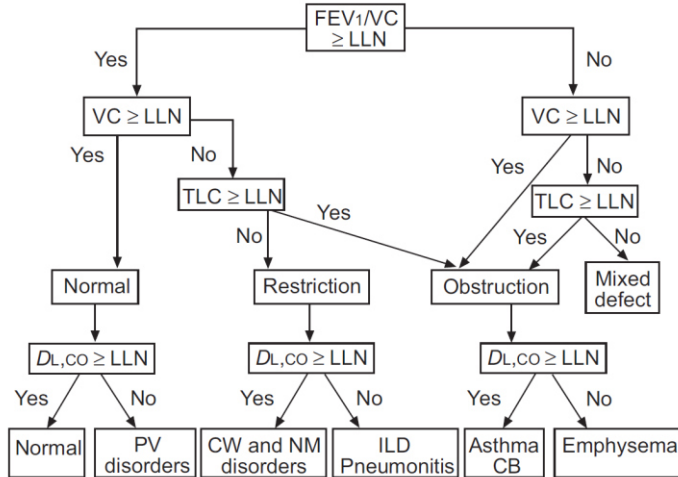 FEV1/VC
≥ LLN
Yes
No
VC ≥ LLN
VC ≥ LLN
Yes
No
Yes
No
TLC ≥ LLN
TLC ≥ LLN
No
Yes
Yes
No
Normal
Restriction
Obstruction
Mixed
defect
DL,CO ≥ LLN
DL,CO ≥ LLN
DL,CO ≥ LLN
Yes
No
Yes
No
Yes
No
Normal
PV
disorders
CW and NM
disorders
ILD
Pneumonitis
Asthma
CB
Emphysema